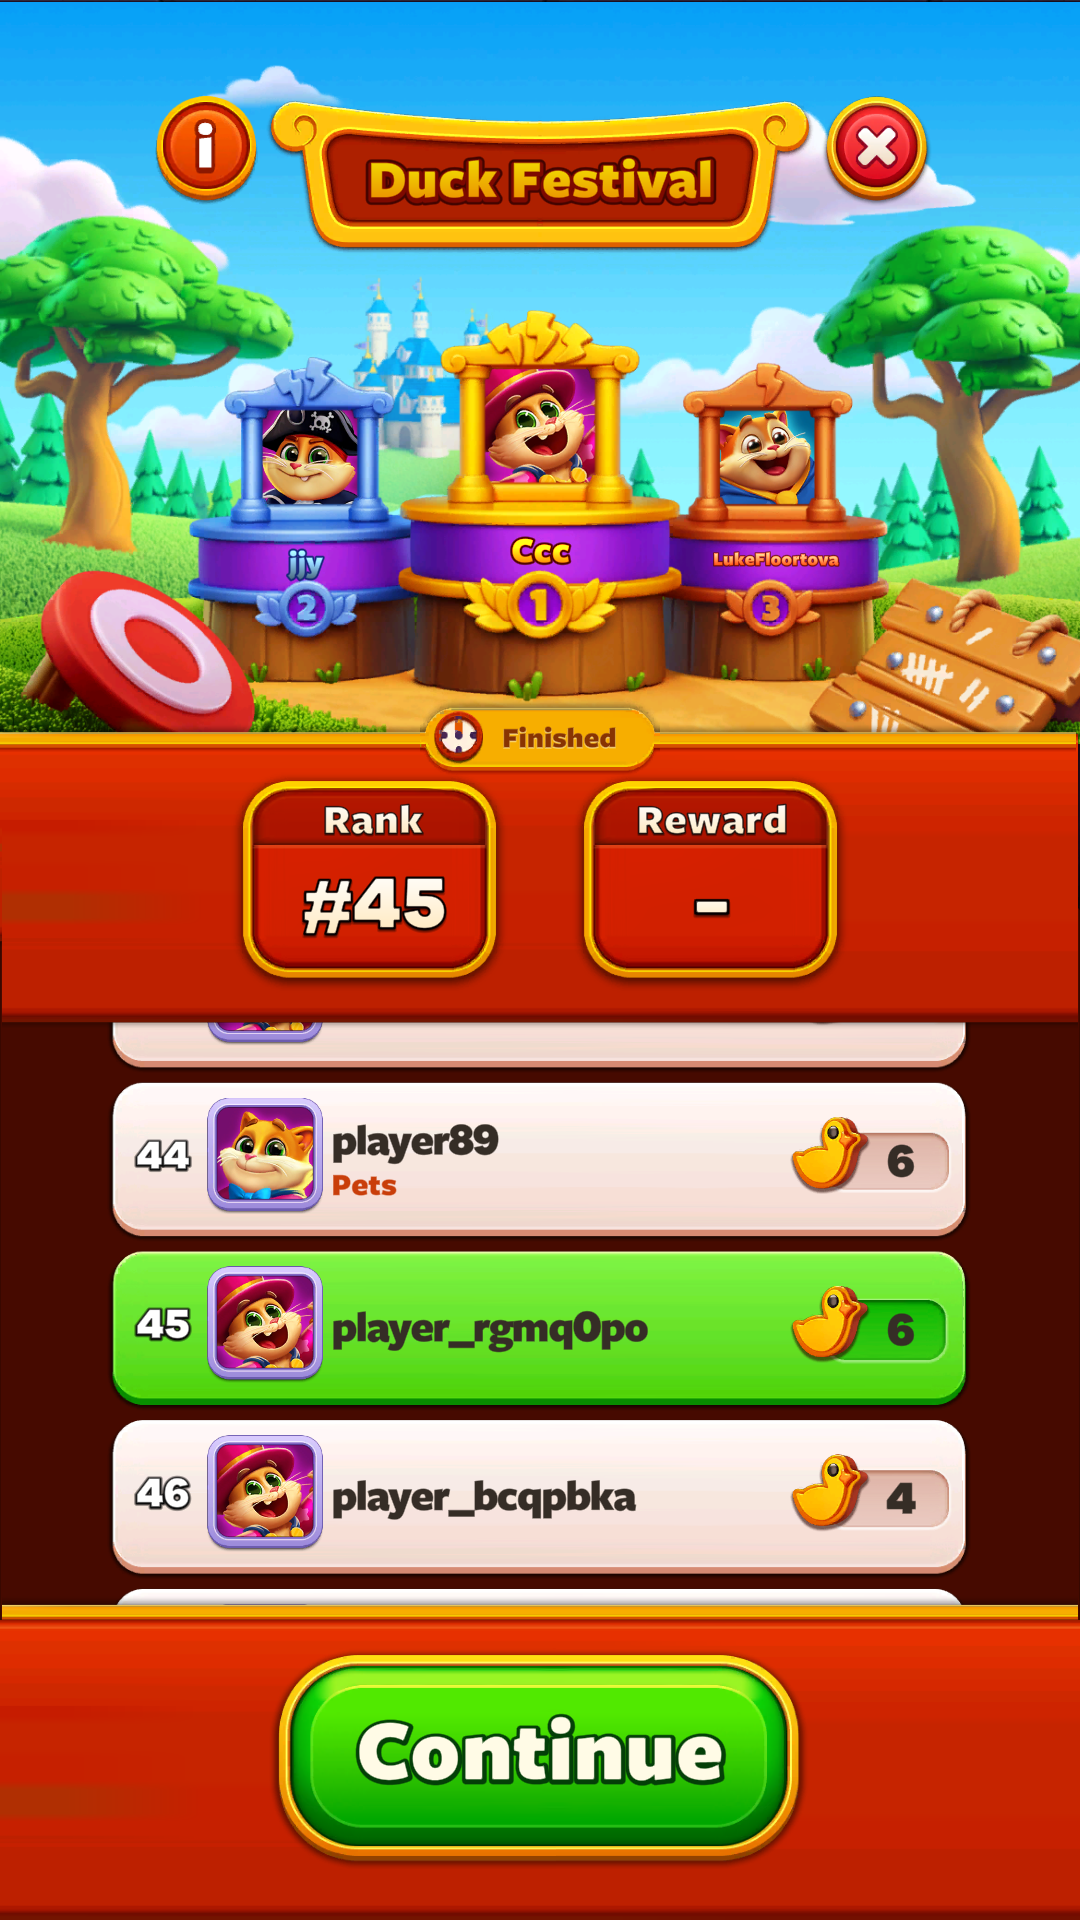 Duck Festival
Ccc
jjy
LukeFloortova
1
2
3
Finished
Rank
Reward
#45
-
44
player89
Pets
6
45
player_rgmq0po
6
46
player_bcqpbka
4
Continue